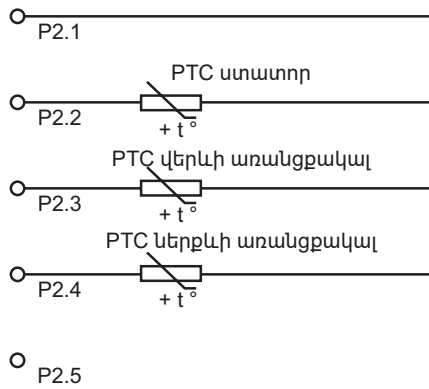 P2.1
PTC ստատոր
P2.2
+ t °
PTC վերևի առանցքակալ
P2.3
+ t °
PTC ներքևի առանցքակալ
P2.4
+ t °
P2.5